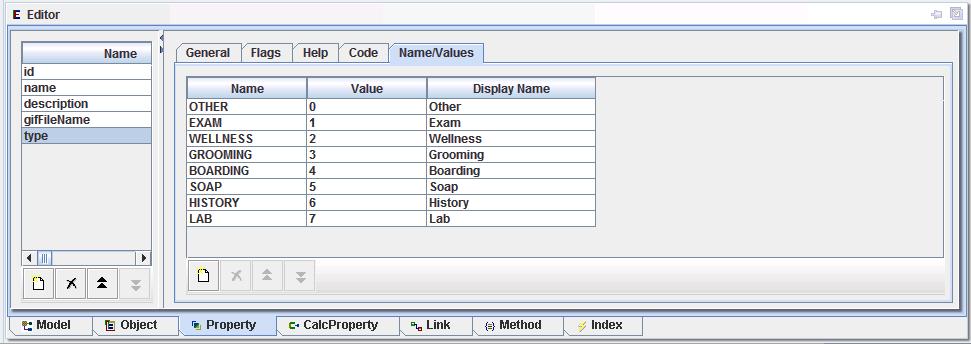 E Editor
Name
id
name
description
gifFileName
type
General Flags Help Code Name/Values
Name Value Display Name
OTHER 0 Other
EXAM 1 Exam
WELLNESS 2 Wellness
GROOMING 3 Grooming
BOARDING 4 Boarding
SOAP 5 Soap
HISTORY 6 History
LAB 7 Lab
Model Object Property CalcProperty Link Method Index